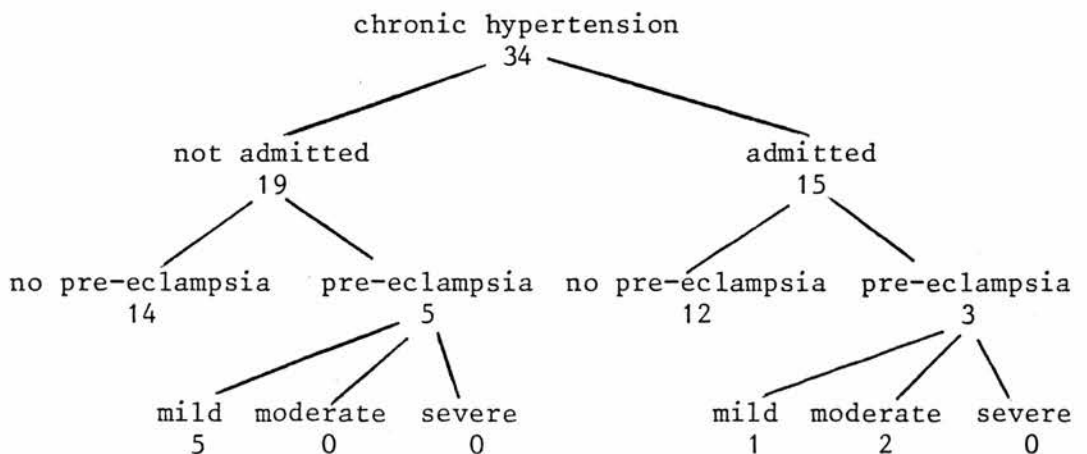 chronic hypertension
34
not admitted admitted
19 15
no pre-eclampsia pre-eclampsia no pre-eclampsia pre-eclampsia
14 5 12 3
mild moderate severe mild moderate severe
5 0 0 1 2 0